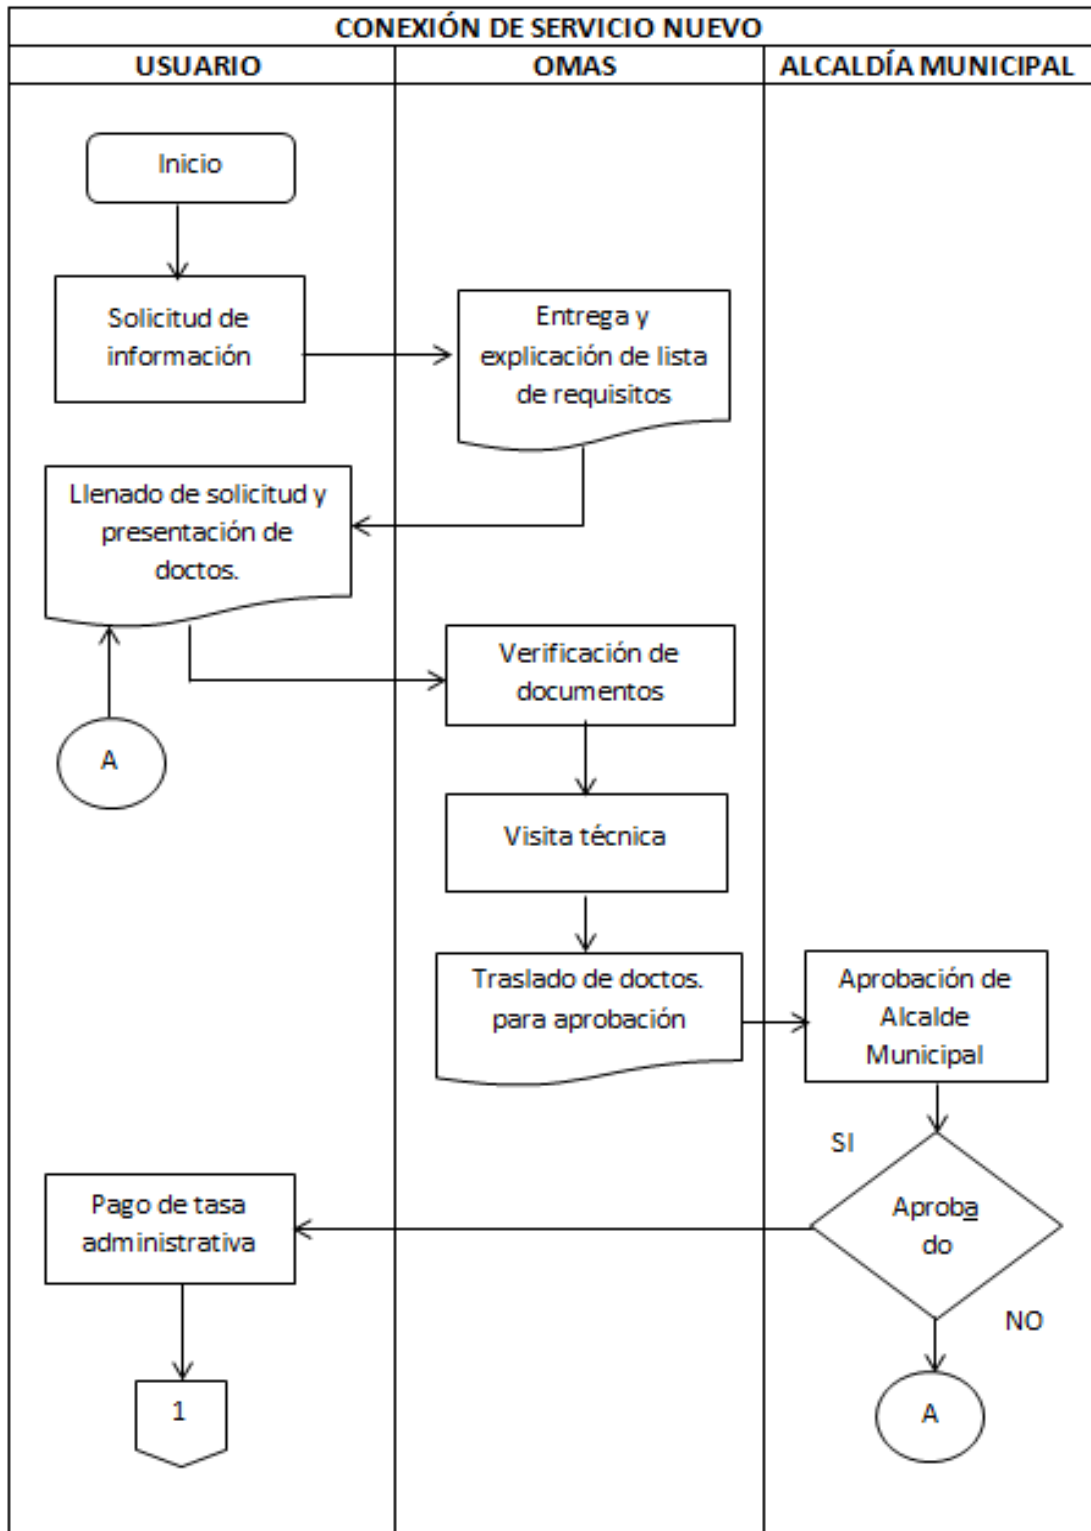 CONEXIÓN DE SERVICIO NUEVO
USUARIO
OMAS
ALCALDÍA MUNICIPAL
Inicio
Solicitud de
información
Entrega y
explicación de lista
de requisitos
Llenado de solicitud y
presentación de
doctos.
Verificación de
documentos
A
Visita técnica
Traslado de doctos.
para aprobación
Aprobación de
Alcalde
Municipal
SI
Aproba
do
Pago de tasa
administrativa
NO
1
A